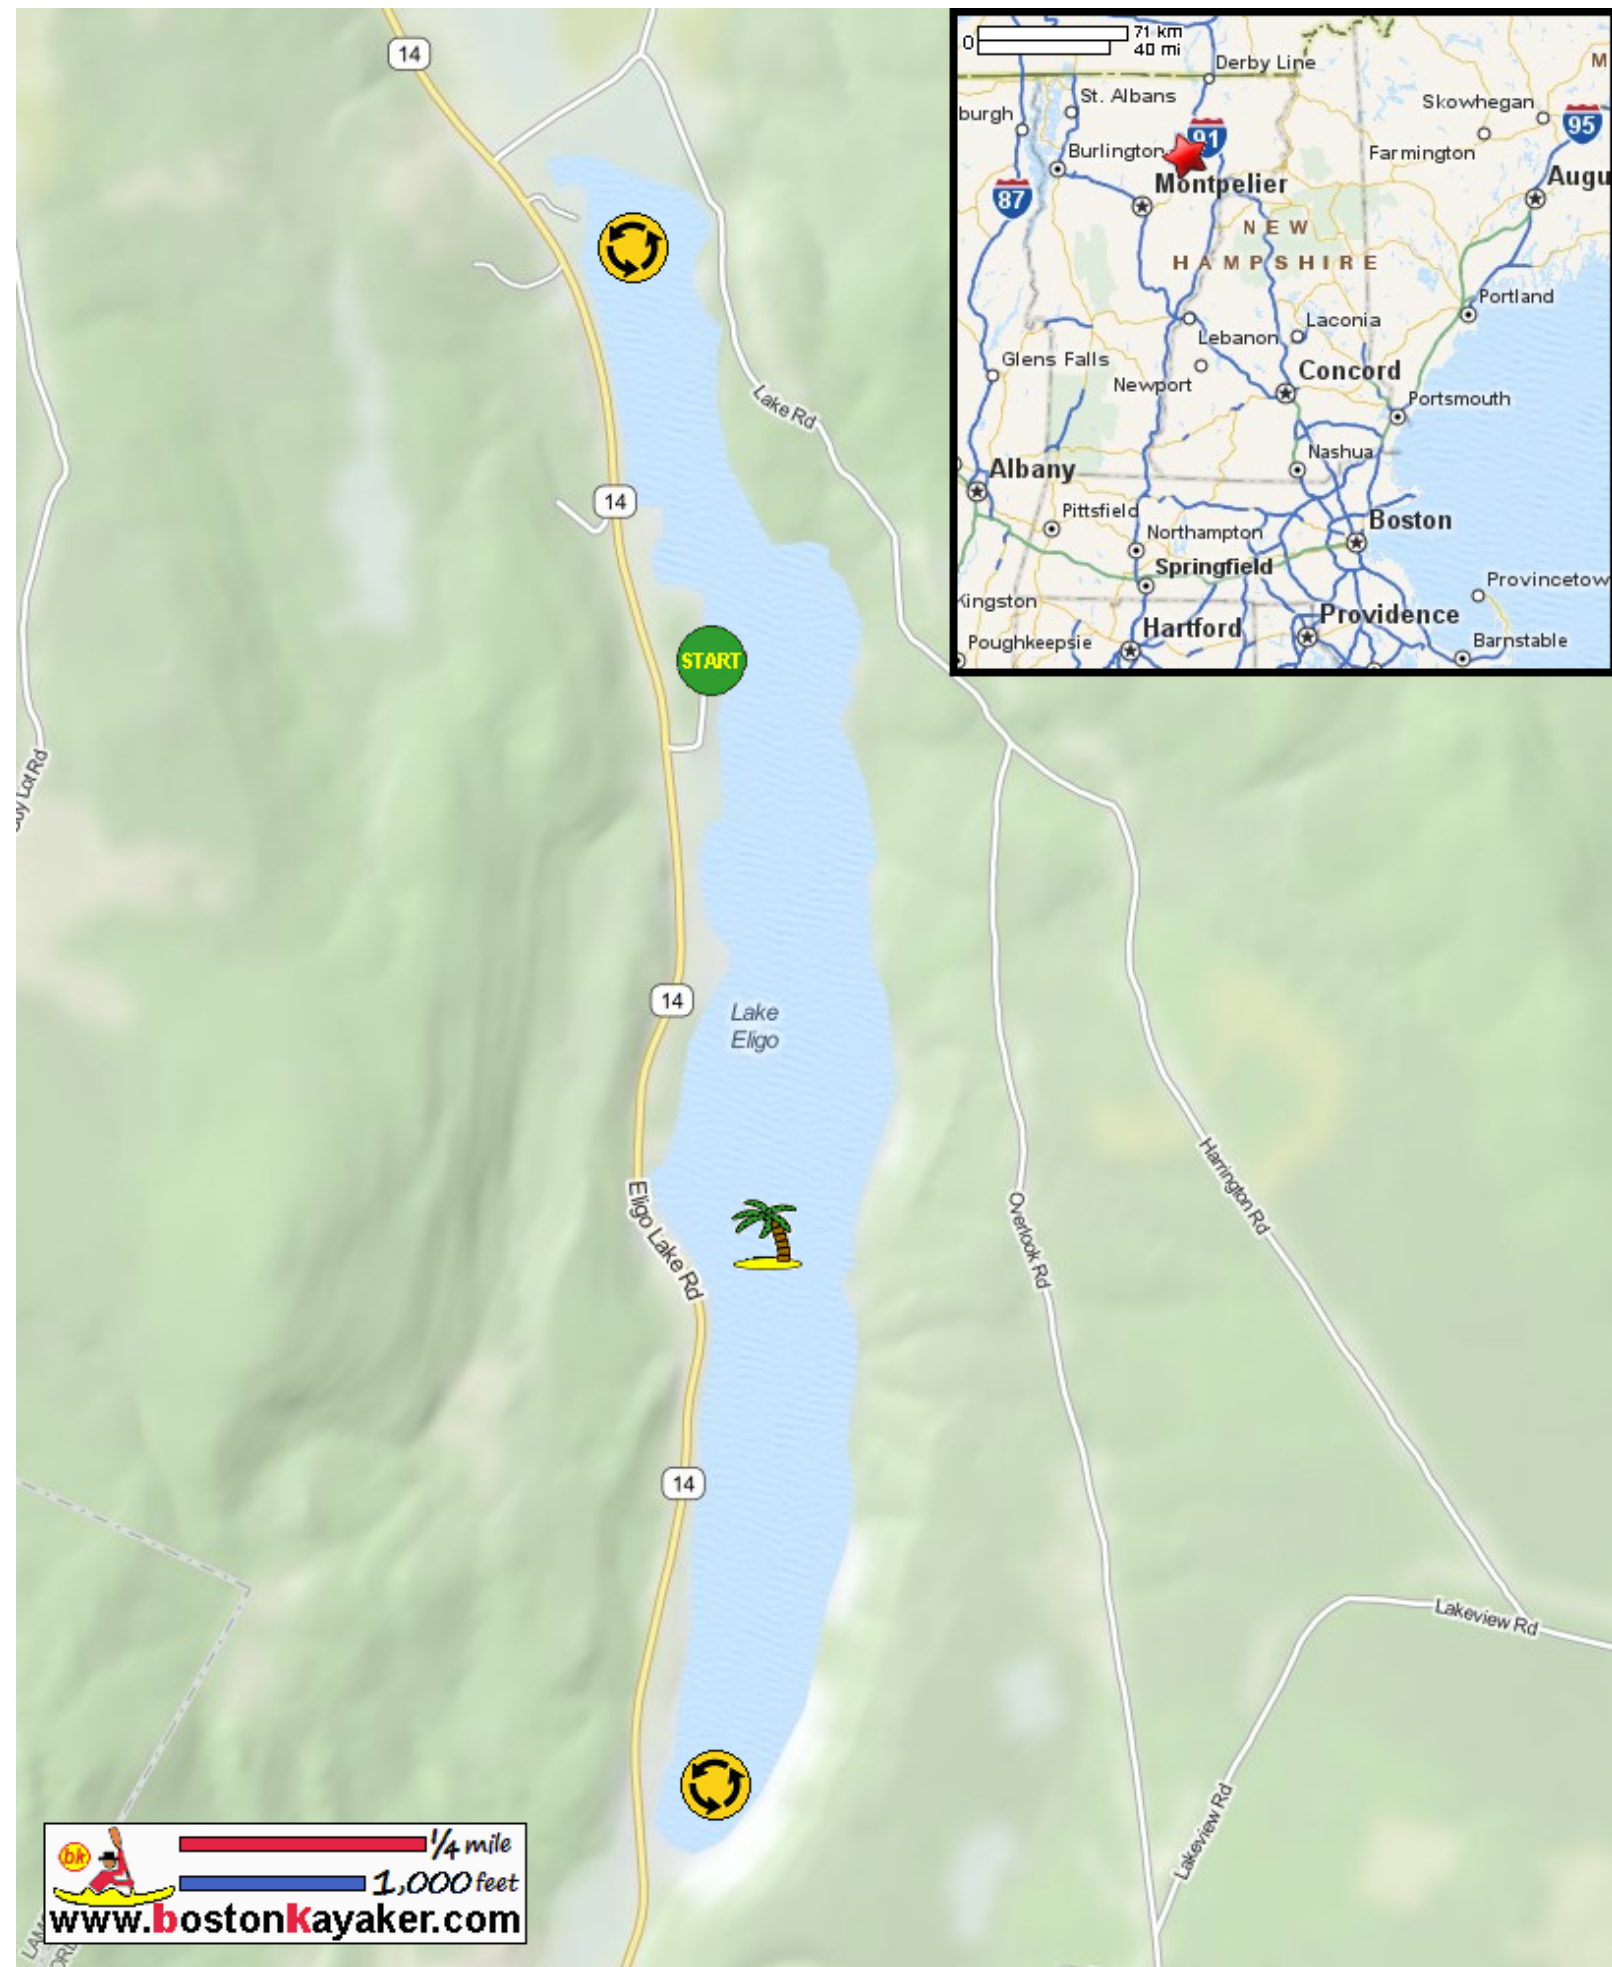 14
Lake Rd
14
START
14
Lake
Eligo
Eligo Lake Rd
14
Overlook Rd
Harrington Rd
Lakeview Rd
Lakeview Rd
Lot Rd
0
71 km
40 mi
Derby Line
St. Albans
burgh
Skowhegan
95
91
Burlington
Farmington
87
Montpelier
Augu
M
NEW
HAMPSHIRE
Portland
Laconia
Lebanon
Glens Falls
Newport
Concord
Portsmouth
Nashua
Albany
Pittsfield
Boston
Northampton
Springfield
Provincetow
Kingston
Providence
Hartford
Poughkeepsie
Barnstable
bk
1/4 mile
1,000 feet
www.bostonkayaker.com